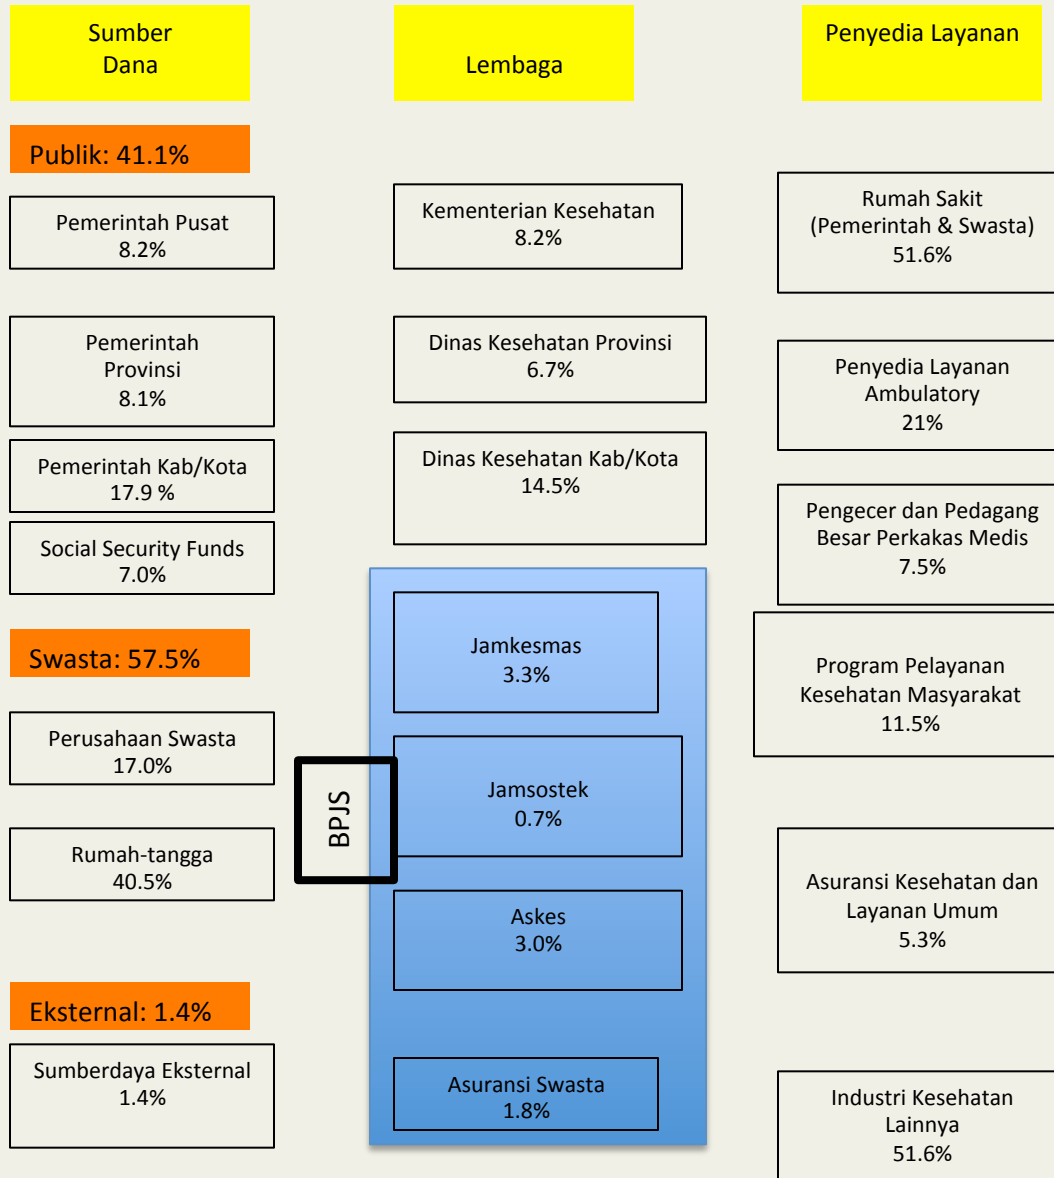 Sumber
Dana
Publik: 41.1%
Pemerintah Pusat
8.2%
Pemerintah
Provinsi
8.1%
Pemerintah Kab/Kota
17.9 %
Social Security Funds
7.0%
Swasta: 57.5%
Perusahaan Swasta
17.0%
Rumah-tangga
40.5%
Eksternal: 1.4%
Sumberdaya Eksternal
1.4%
Lembaga
Kementerian Kesehatan
8.2%
Dinas Kesehatan Provinsi
6.7%
Dinas Kesehatan Kab/Kota
14.5%
BPJS
Jamkesmas
3.3%
Jamsostek
0.7%
Askes
3.0%
Asuransi Swasta
1.8%
Penyedia Layanan
Rumah Sakit
(Pemerintah & Swasta)
51.6%
Penyedia Layanan
Ambulatory
21%
Pengecer dan Pedagang
Besar Perkakas Medis
7.5%
Program Pelayanan
Kesehatan Masyarakat
11.5%
Asuransi Kesehatan dan
Layanan Umum
5.3%
Industri Kesehatan
Lainnya
51.6%